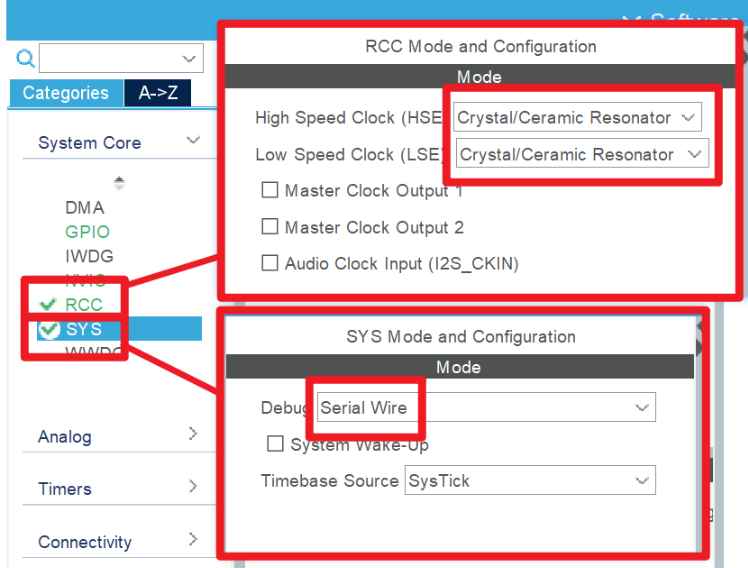 Software
Categories
A->Z
System Core
DMA
GPIO
IWDG
NVIC
RCC
SYS
WWDG
Analog
Timers
Connectivity
RCC Mode and Configuration
Mode
High Speed Clock (HSE) Crystal/Ceramic Resonator
Low Speed Clock (LSE) Crystal/Ceramic Resonator
Master Clock Output 1
Master Clock Output 2
Audio Clock Input (I2S_CKIN)
SYS Mode and Configuration
Mode
Debug Serial Wire
System Wake-Up
Timebase Source SysTick